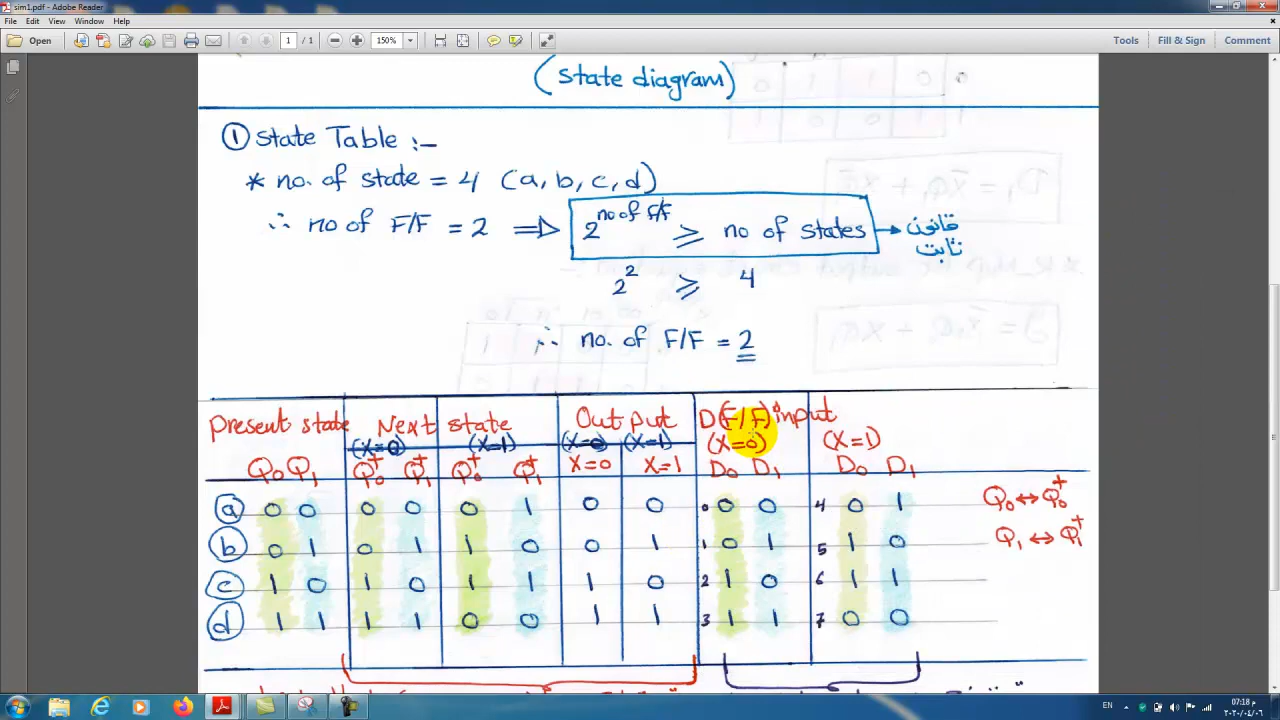 sim1.pdf - Adobe Reader
File Edit View Window Help
Open 1 / 1 150% Tools Fill & Sign Comment
(state diagram)
① State Table :-
* no. of state = 4 (a, b, c, d)
∴ no of F/F = 2 ⇒ 2^no of F/F ≥ no of states → قانون ثابت
2^2 ≥ 4
∴ no. of F/F = 2
Present state Next state Out put D(F/F) input
(X=0) (X=1) (X=0) (X=1) (X=0) (X=1)
Q0 Q1 Q0+ Q1+ Q0+ Q1+ X=0 X=1 D0 D1 D0 D1
a 0 0 0 0 0 1 0 0 0 0 0 4 0 1 Q0 ↔ Q0+
b 0 1 0 1 1 0 0 1 1 0 1 5 1 0 Q1 ↔ Q1+
c 1 0 1 0 1 1 1 0 2 1 0 6 1 1
d 1 1 1 1 0 0 1 1 3 1 1 7 0 0
EN 07:18 م
٢٠٢٠/٠٤/٠٦